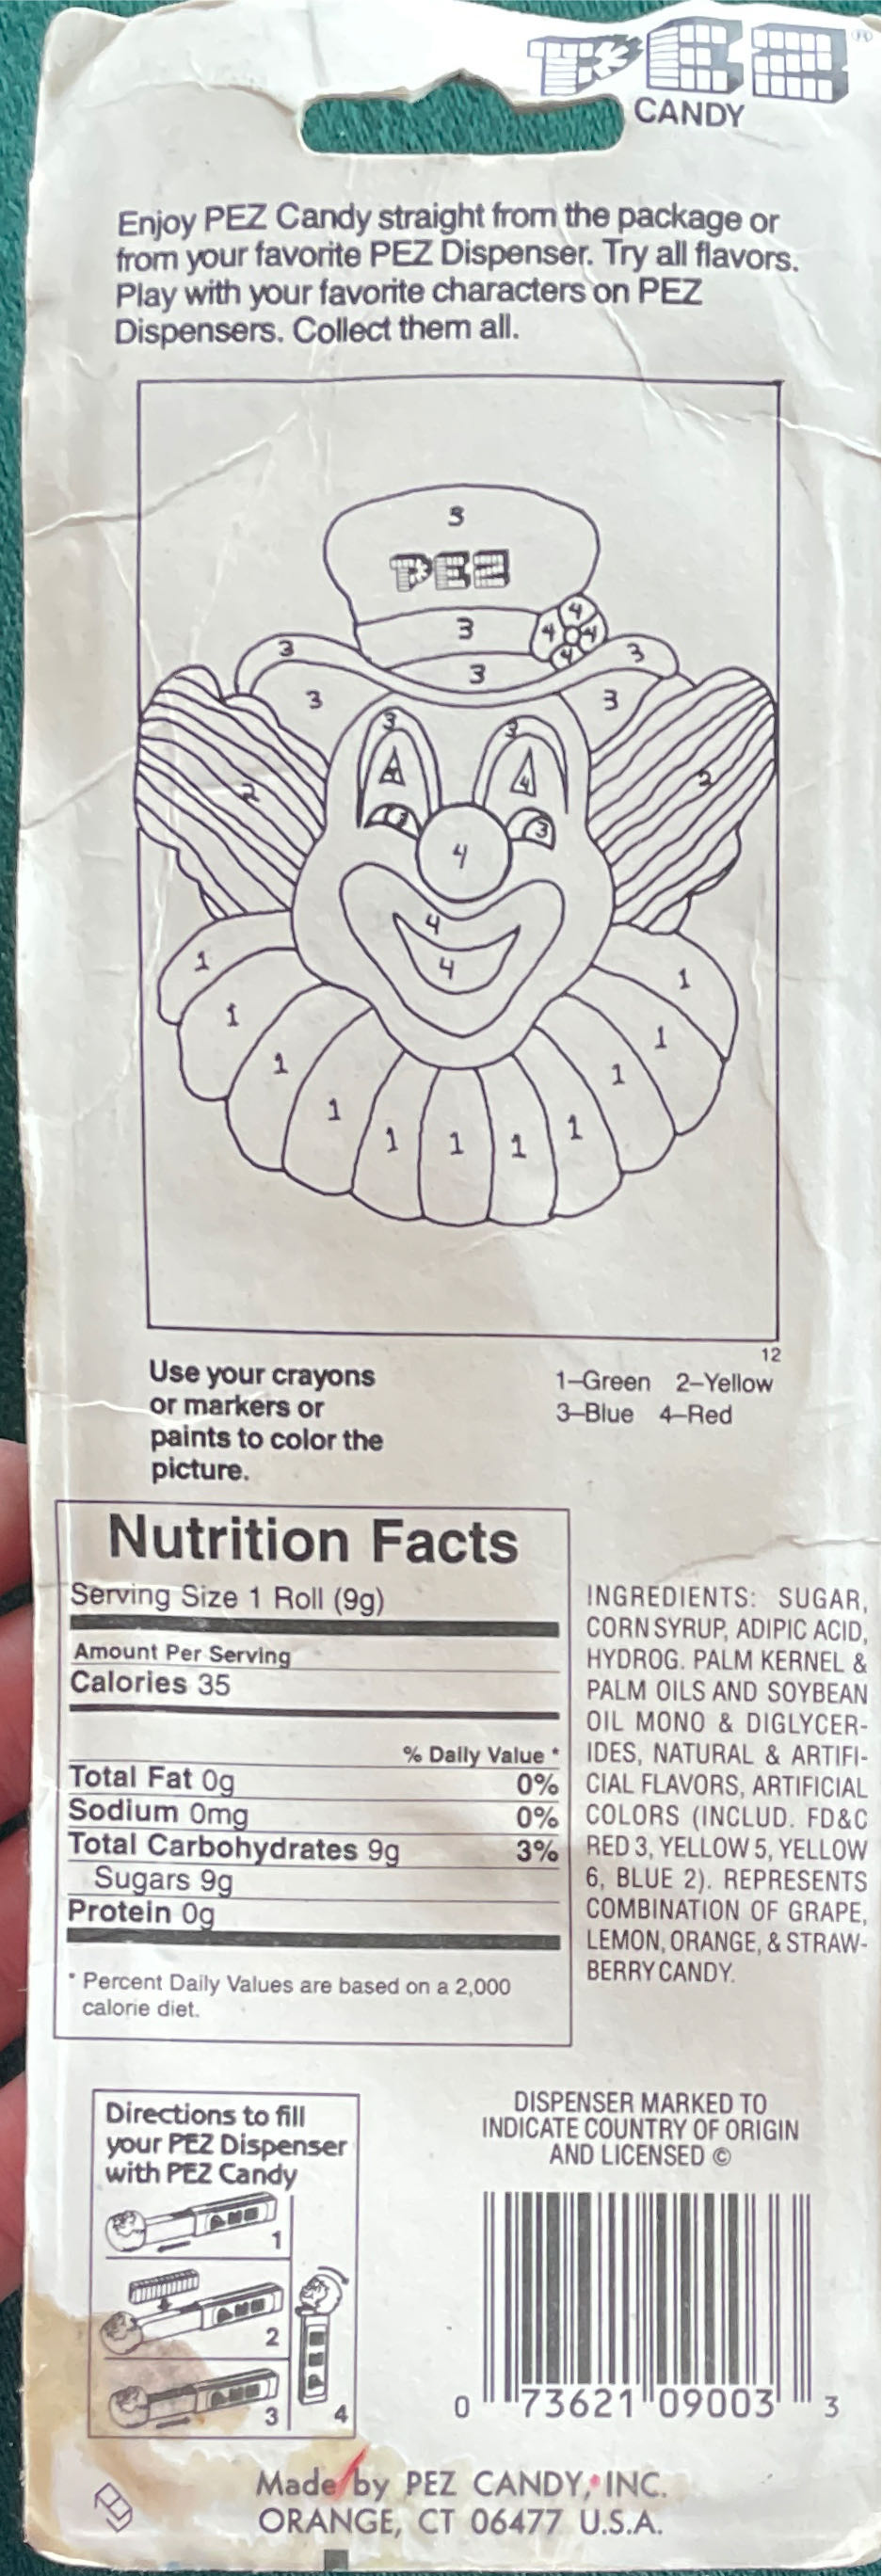 PEZ®
CANDY
Enjoy PEZ Candy straight from the package or
from your favorite PEZ Dispenser. Try all flavors.
Play with your favorite characters on PEZ
Dispensers. Collect them all.
3
PEZ
3
4
4 4
4
3
3
3
3
3
3
3
4
2
2
3
4
4
4
1
1
1
1
1
1
1
1
1
1
1
12
Use your crayons
or markers or
paints to color the
picture.
1–Green 2–Yellow
3–Blue 4–Red
Nutrition Facts
Serving Size 1 Roll (9g)
Amount Per Serving
Calories 35
% Daily Value *
Total Fat 0g 0%
Sodium 0mg 0%
Total Carbohydrates 9g 3%
Sugars 9g
Protein 0g
* Percent Daily Values are based on a 2,000
calorie diet.
INGREDIENTS: SUGAR,
CORN SYRUP, ADIPIC ACID,
HYDROG. PALM KERNEL &
PALM OILS AND SOYBEAN
OIL MONO & DIGLYCER-
IDES, NATURAL & ARTIFI-
CIAL FLAVORS, ARTIFICIAL
COLORS (INCLUD. FD&C
RED 3, YELLOW 5, YELLOW
6, BLUE 2). REPRESENTS
COMBINATION OF GRAPE,
LEMON, ORANGE, & STRAW-
BERRY CANDY.
Directions to fill
your PEZ Dispenser
with PEZ Candy
1
2
3
4
DISPENSER MARKED TO
INDICATE COUNTRY OF ORIGIN
AND LICENSED ©
0 73621 09003 3
Made by PEZ CANDY, INC.
ORANGE, CT 06477 U.S.A.